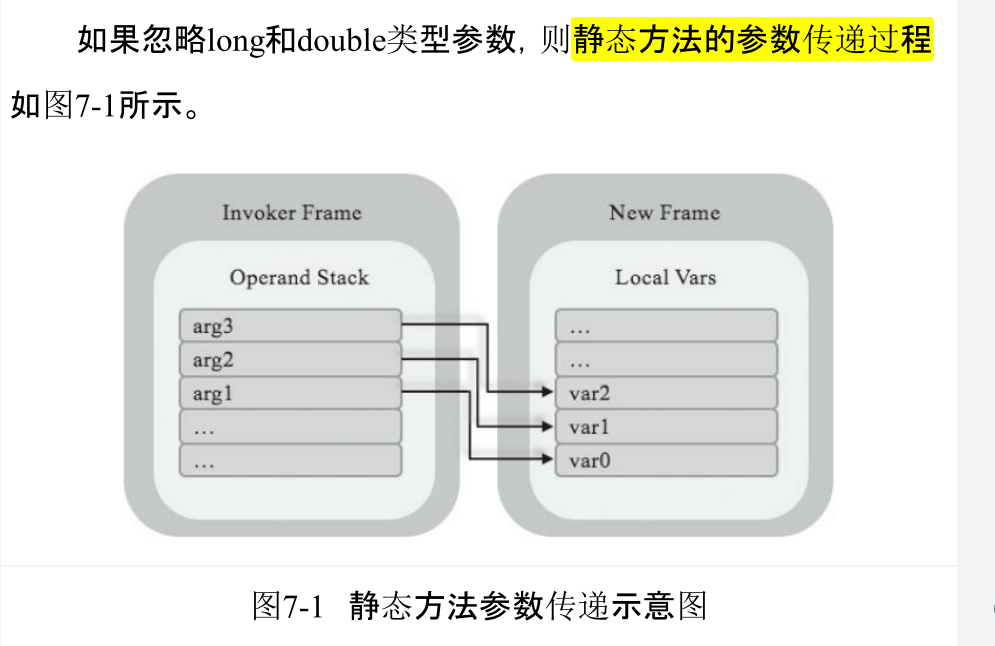 如果忽略long和double类型参数，则静态方法的参数传递过程
如图7-1所示。
Invoker Frame
Operand Stack
arg3
arg2
arg1
...
...
New Frame
Local Vars
...
...
var2
var1
var0
图7-1 静态方法参数传递示意图